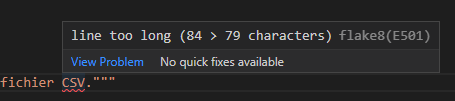 line too long (84 > 79 characters) flake8(E501)
View Problem No quick fixes available
fichier CSV."""